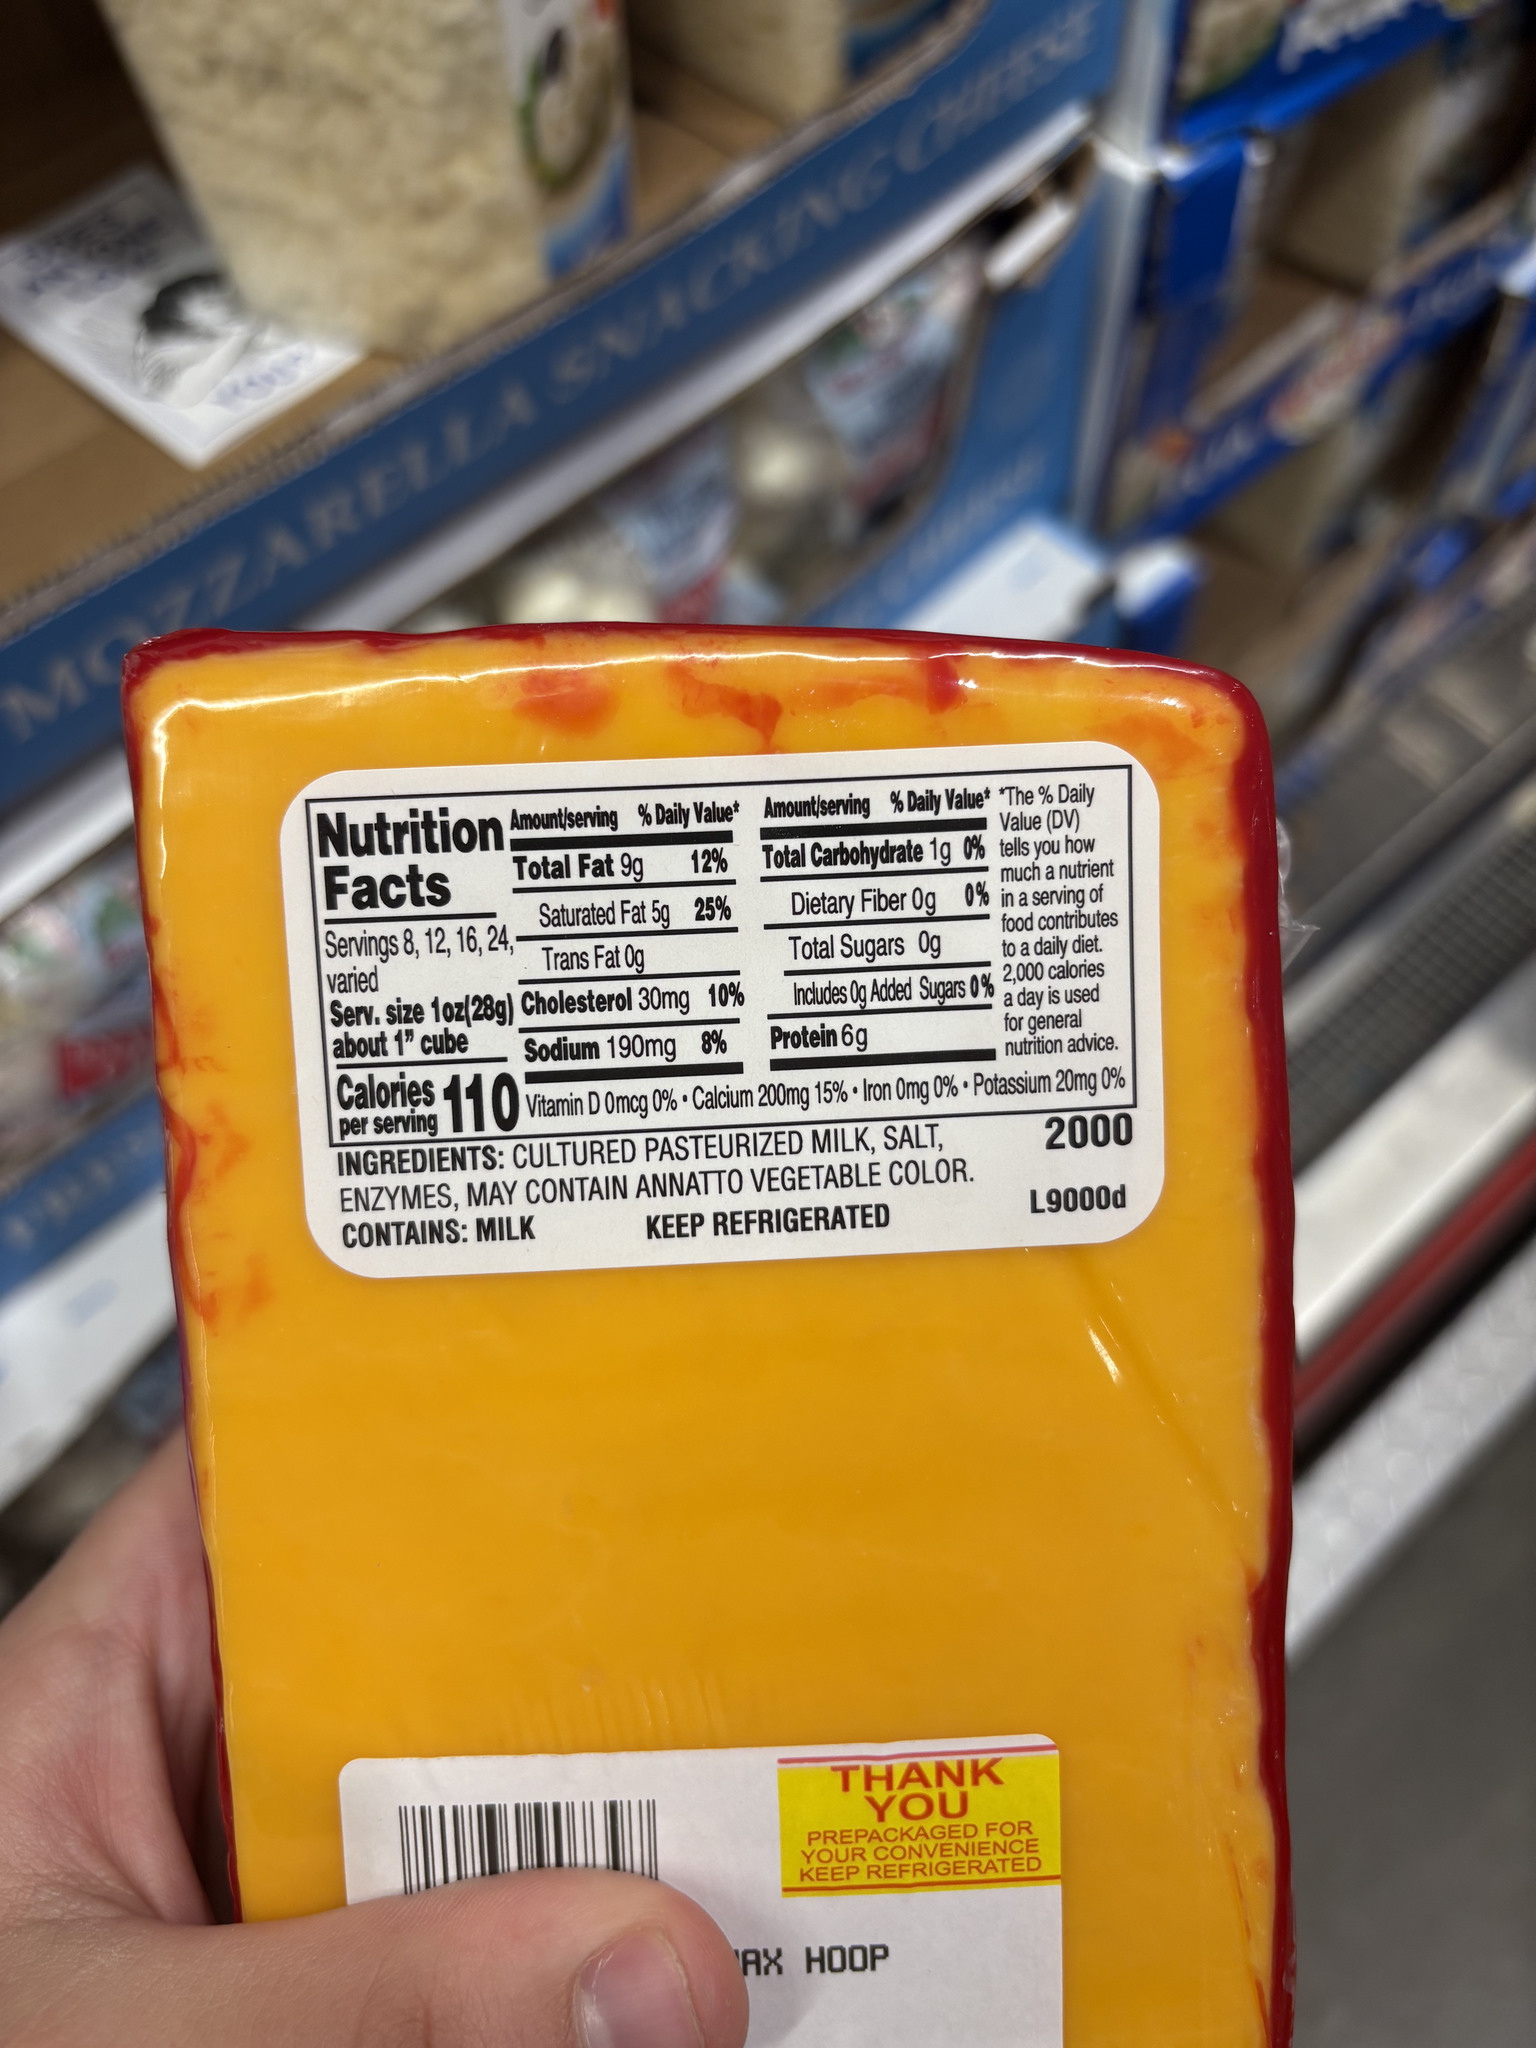 MOZZARELLA SNACKING CHEESE
Nutrition
Facts
Servings 8, 12, 16, 24,
varied
Serv. size 1oz(28g)
about 1" cube
Calories
per serving 110
Amount/serving % Daily Value*
Total Fat 9g 12%
Saturated Fat 5g 25%
Trans Fat 0g
Cholesterol 30mg 10%
Sodium 190mg 8%
Amount/serving % Daily Value*
Total Carbohydrate 1g 0%
Dietary Fiber 0g 0%
Total Sugars 0g
Includes 0g Added Sugars 0%
Protein 6g
*The % Daily
Value (DV)
tells you how
much a nutrient
in a serving of
food contributes
to a daily diet.
2,000 calories
a day is used
for general
nutrition advice.
Vitamin D 0mcg 0% • Calcium 200mg 15% • Iron 0mg 0% • Potassium 20mg 0%
INGREDIENTS: CULTURED PASTEURIZED MILK, SALT,
ENZYMES, MAY CONTAIN ANNATTO VEGETABLE COLOR.
CONTAINS: MILK KEEP REFRIGERATED
2000
L9000d
THANK
YOU
PREPACKAGED FOR
YOUR CONVENIENCE
KEEP REFRIGERATED
HOOP